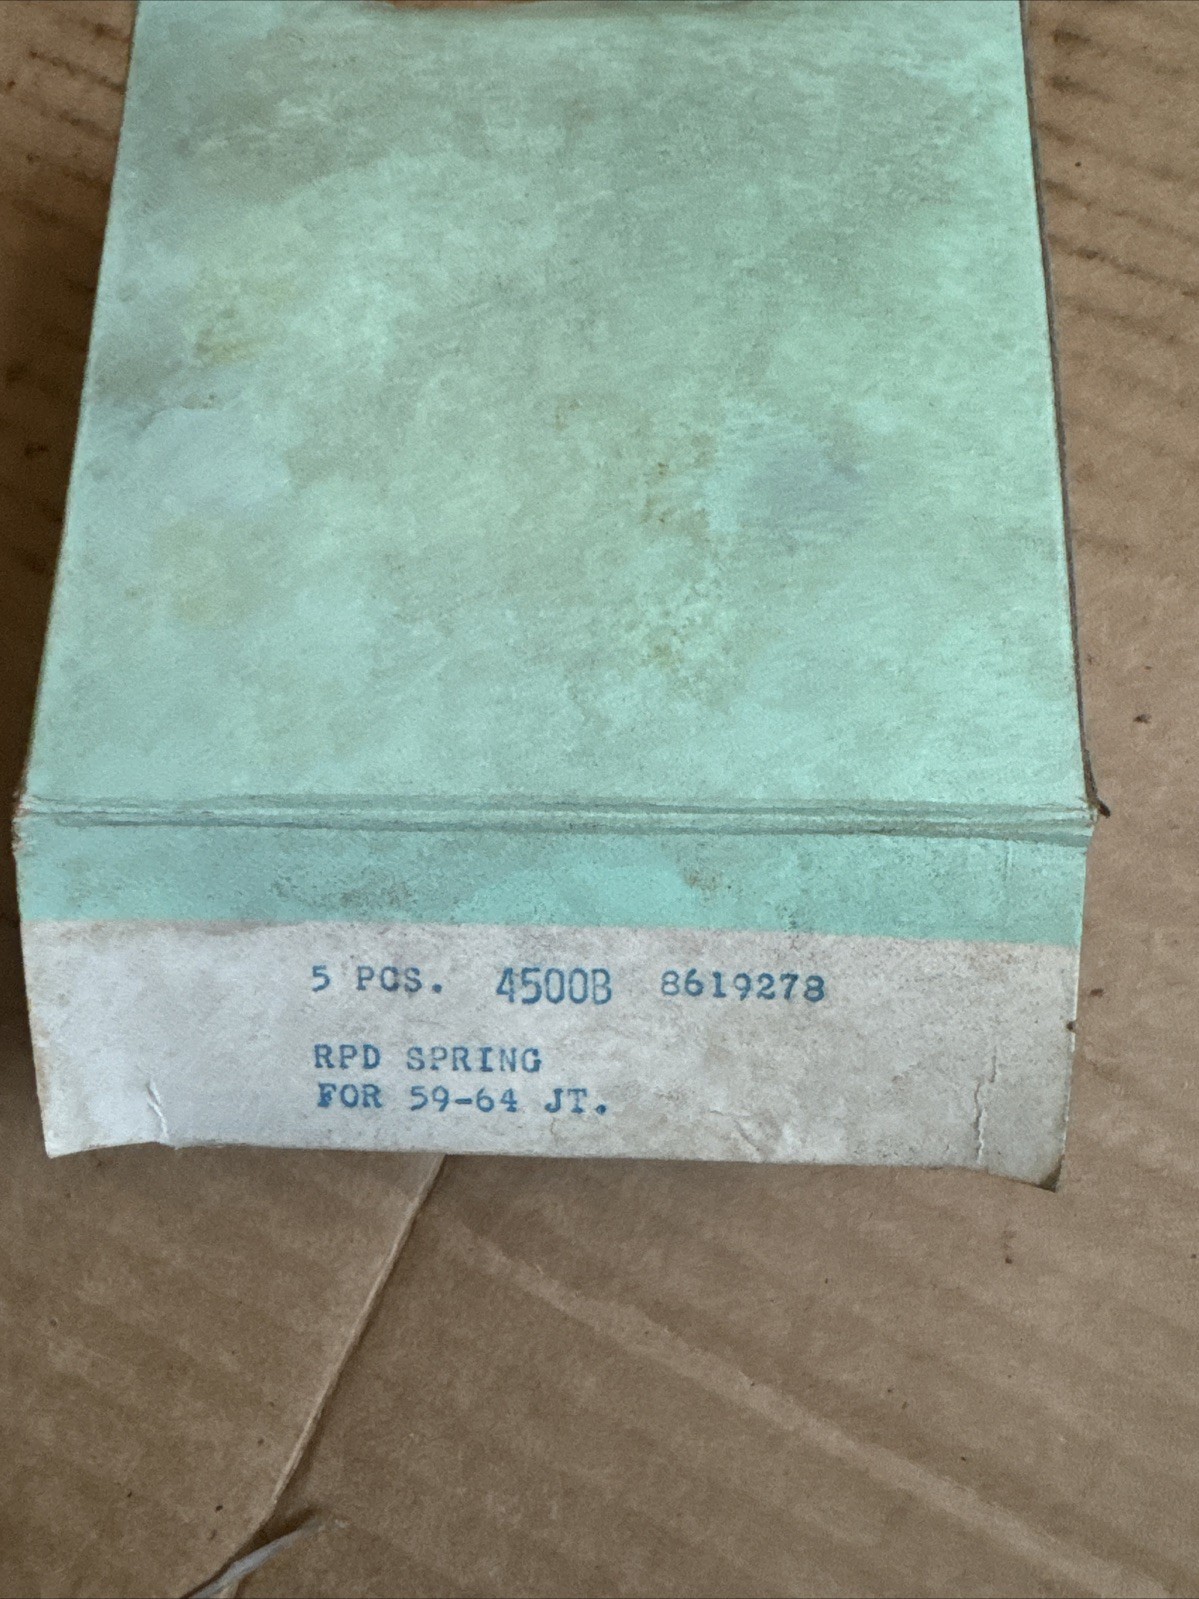 5 PCS. 4500B 8619278
RPD SPRING
FOR 59-64 JT.